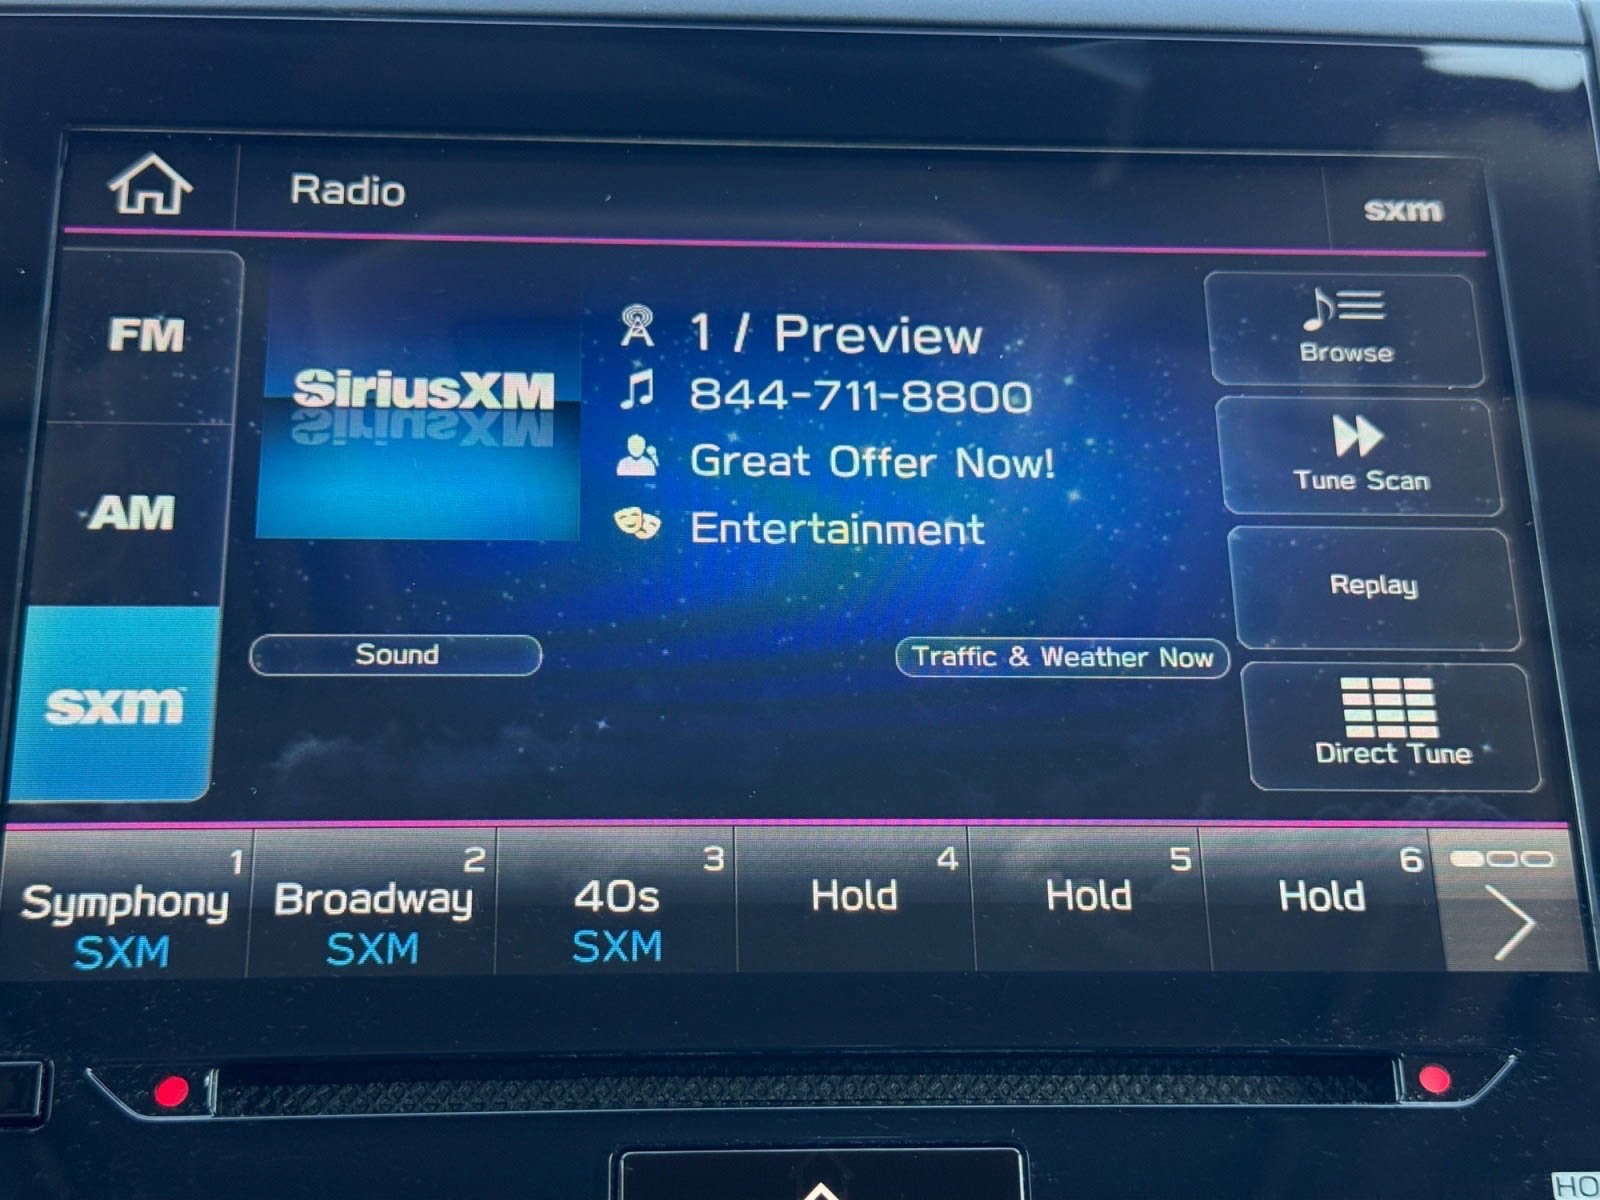 Radio
sxm
FM
AM
sxm
SiriusXM
1 / Preview
844-711-8800
Great Offer Now!
Entertainment
Sound
Traffic & Weather Now
Browse
Tune Scan
Replay
Direct Tune
1
Symphony
SXM
2
Broadway
SXM
3
40s
SXM
4
Hold
5
Hold
6
Hold